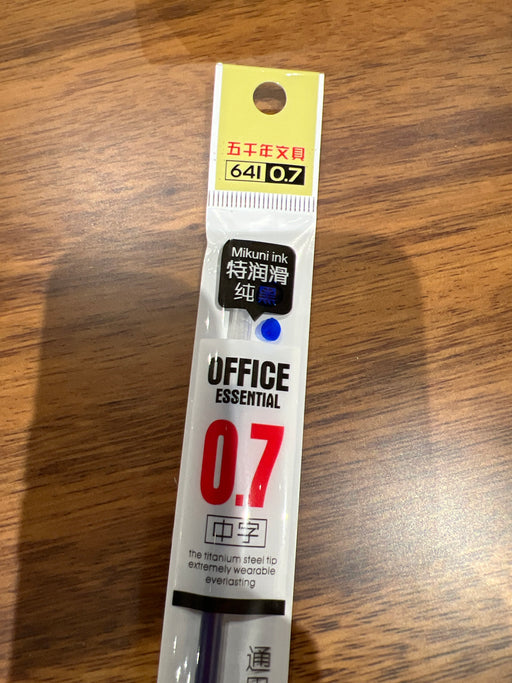 五千年文具
641 0.7
Mikuni ink
特润滑
纯黑
OFFICE
ESSENTIAL
0.7
中字
the titanium steel tip
extremely wearable
everlasting
通